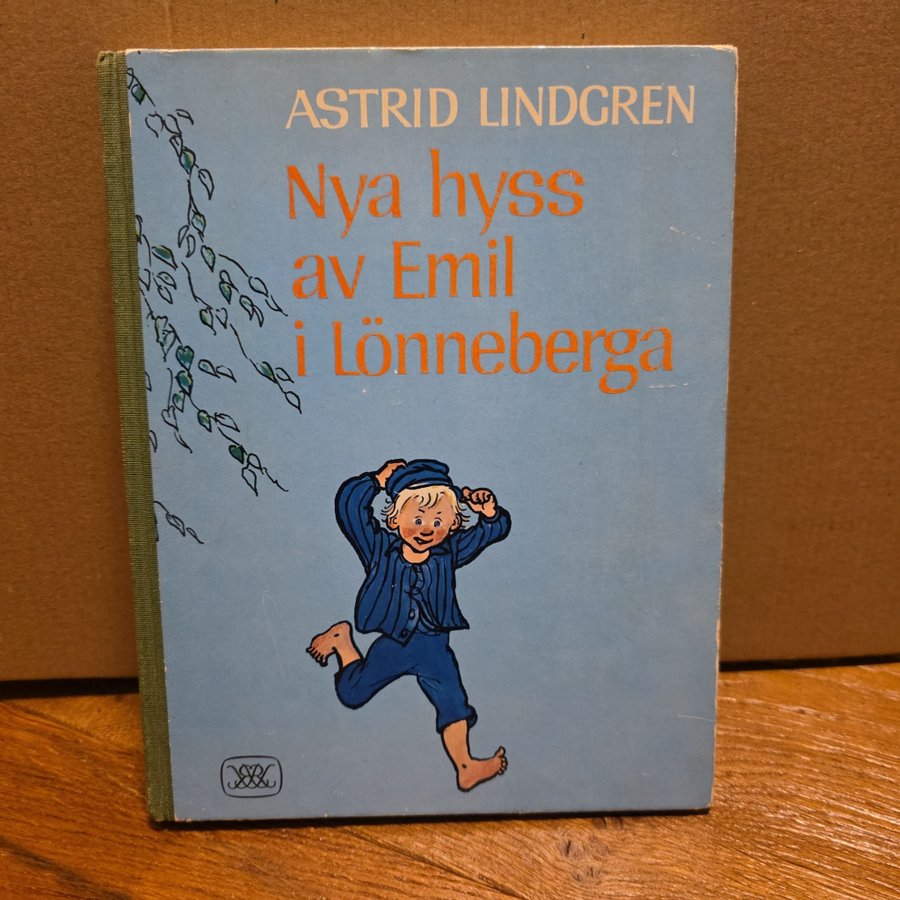 ASTRID LINDGREN
Nya hyss
av Emil
i Lönneberga